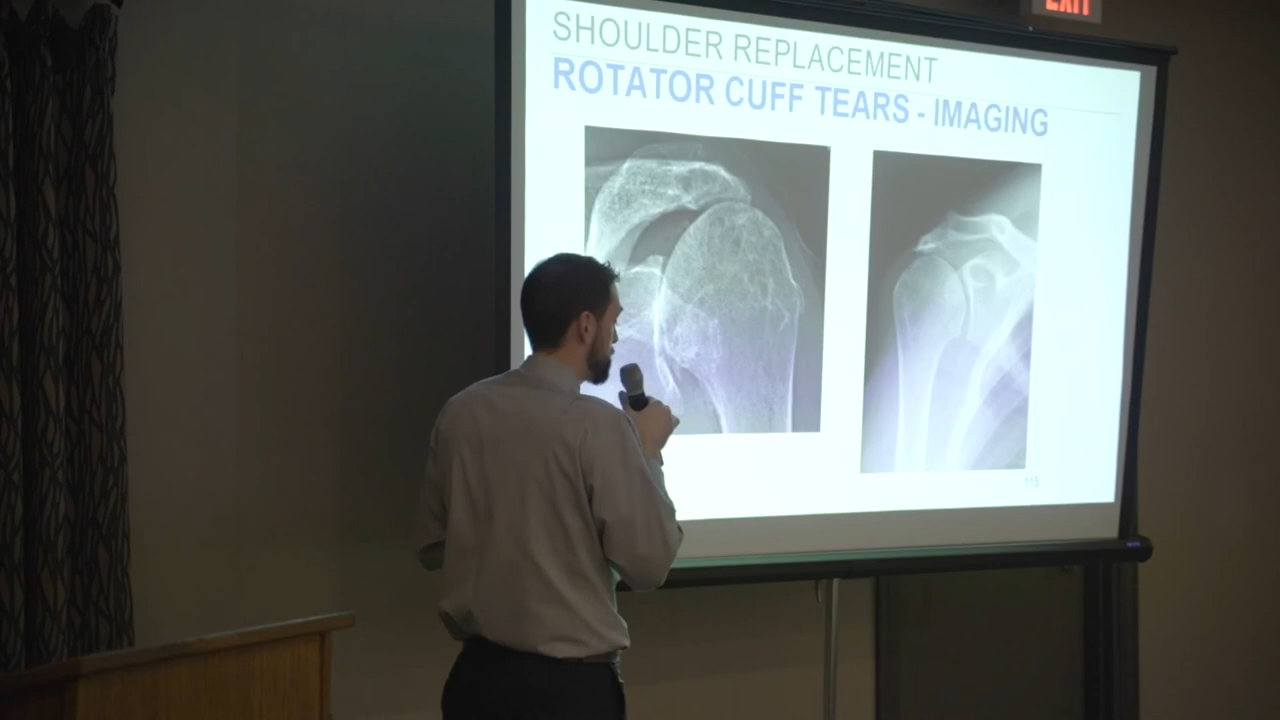 EXIT
SHOULDER REPLACEMENT
ROTATOR CUFF TEARS - IMAGING
115